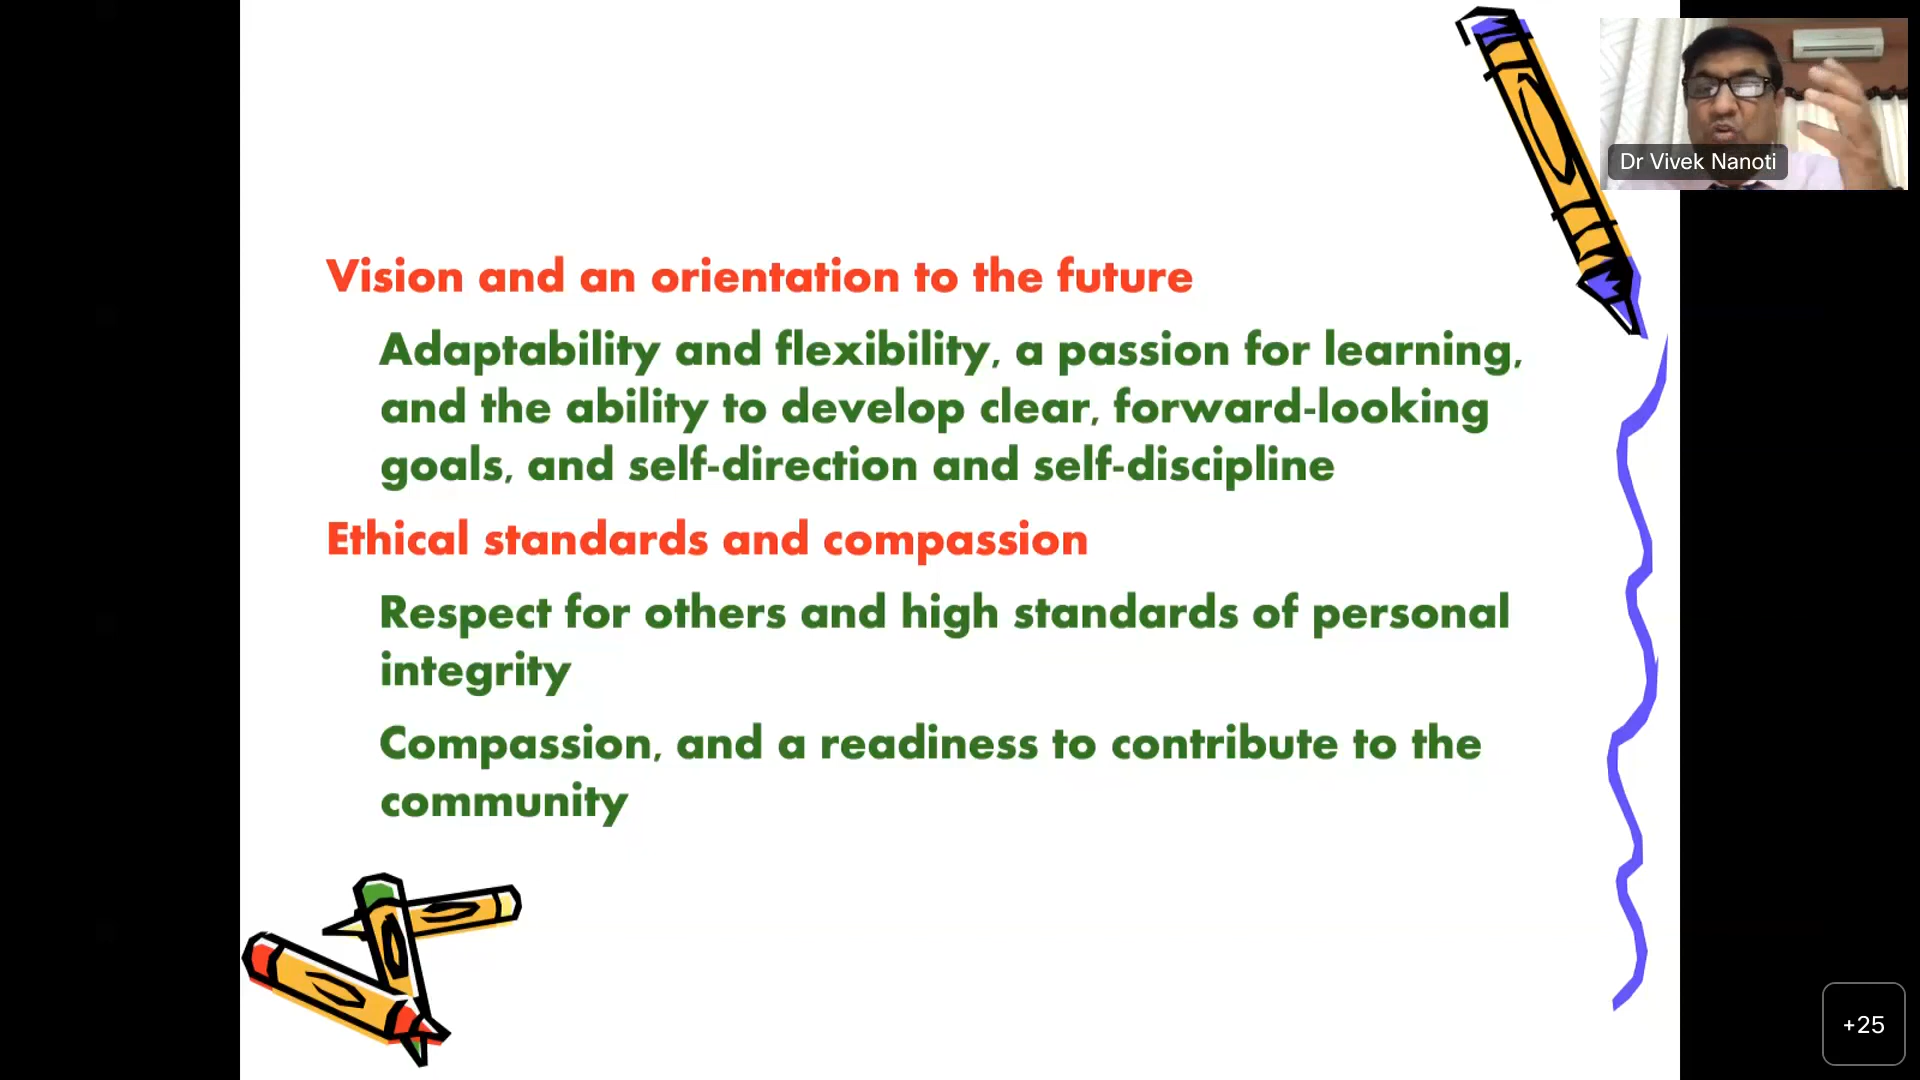 Dr Vivek Nanoti
Vision and an orientation to the future
Adaptability and flexibility, a passion for learning,
and the ability to develop clear, forward-looking
goals, and self-direction and self-discipline
Ethical standards and compassion
Respect for others and high standards of personal
integrity
Compassion, and a readiness to contribute to the
community
+25